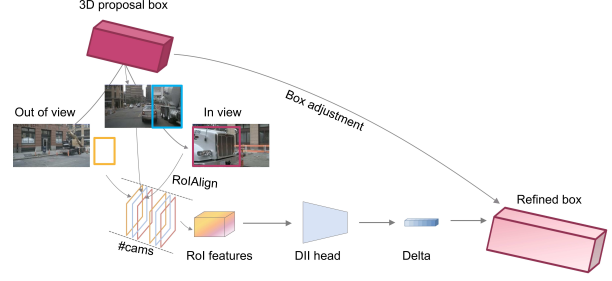 3D proposal box
Out of view
In view
Box adjustment
RoIAlign
#cams
RoI features
DII head
Delta
Refined box